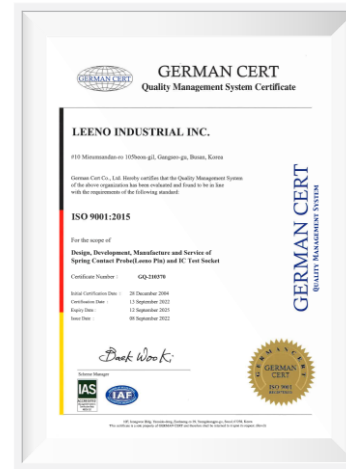 GERMAN CERT
Quality Management System Certificate
LEENO INDUSTRIAL INC.
#10 Mieumsandan-ro 105beon-gil, Gangseo-gu, Busan, Korea
German Cert Co., Ltd. Hereby certifies that the Quality Management System
of the above organization has been evaluated and found to be in line
with the requirements of the following standard:
ISO 9001:2015
For the scope of
Design, Development, Manufacture and Service of
Spring Contact Probe(Leeno Pin) and IC Test Socket
Certificate Number : GQ-210370
Initial Certification Date : 20 December 2004
Certification Date : 13 September 2022
Expiry Date : 12 September 2025
Issue Date : 08 September 2022
GERMAN CERT
QUALITY MANAGEMENT SYSTEM
Baek Woo Ki
Scheme Manager
IAS
IAF
GERMAN CERT
GERMAN
CERT
ISO 9001
REGISTERED